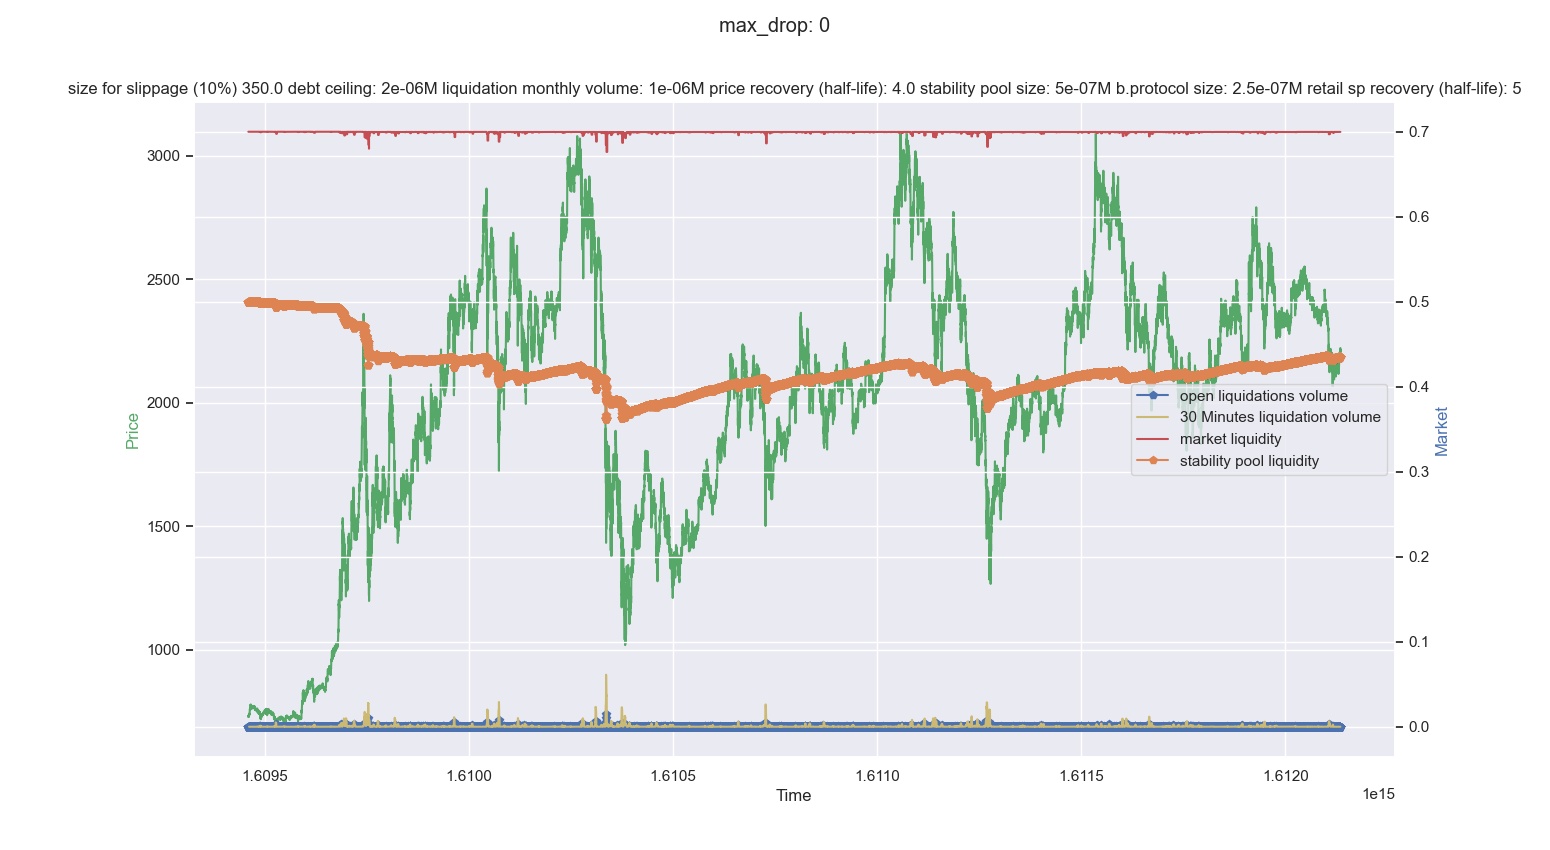 max_drop: 0
size for slippage (10%) 350.0 debt ceiling: 2e-06M liquidation monthly volume: 1e-06M price recovery (half-life): 4.0 stability pool size: 5e-07M b.protocol size: 2.5e-07M retail sp recovery (half-life): 5
3000
2500
2000
1500
1000
Price
0.7
0.6
0.5
0.4
0.3
0.2
0.1
0.0
Market
open liquidations volume
30 Minutes liquidation volume
market liquidity
stability pool liquidity
1.6095 1.6100 1.6105 1.6110 1.6115 1.6120
Time
1e15